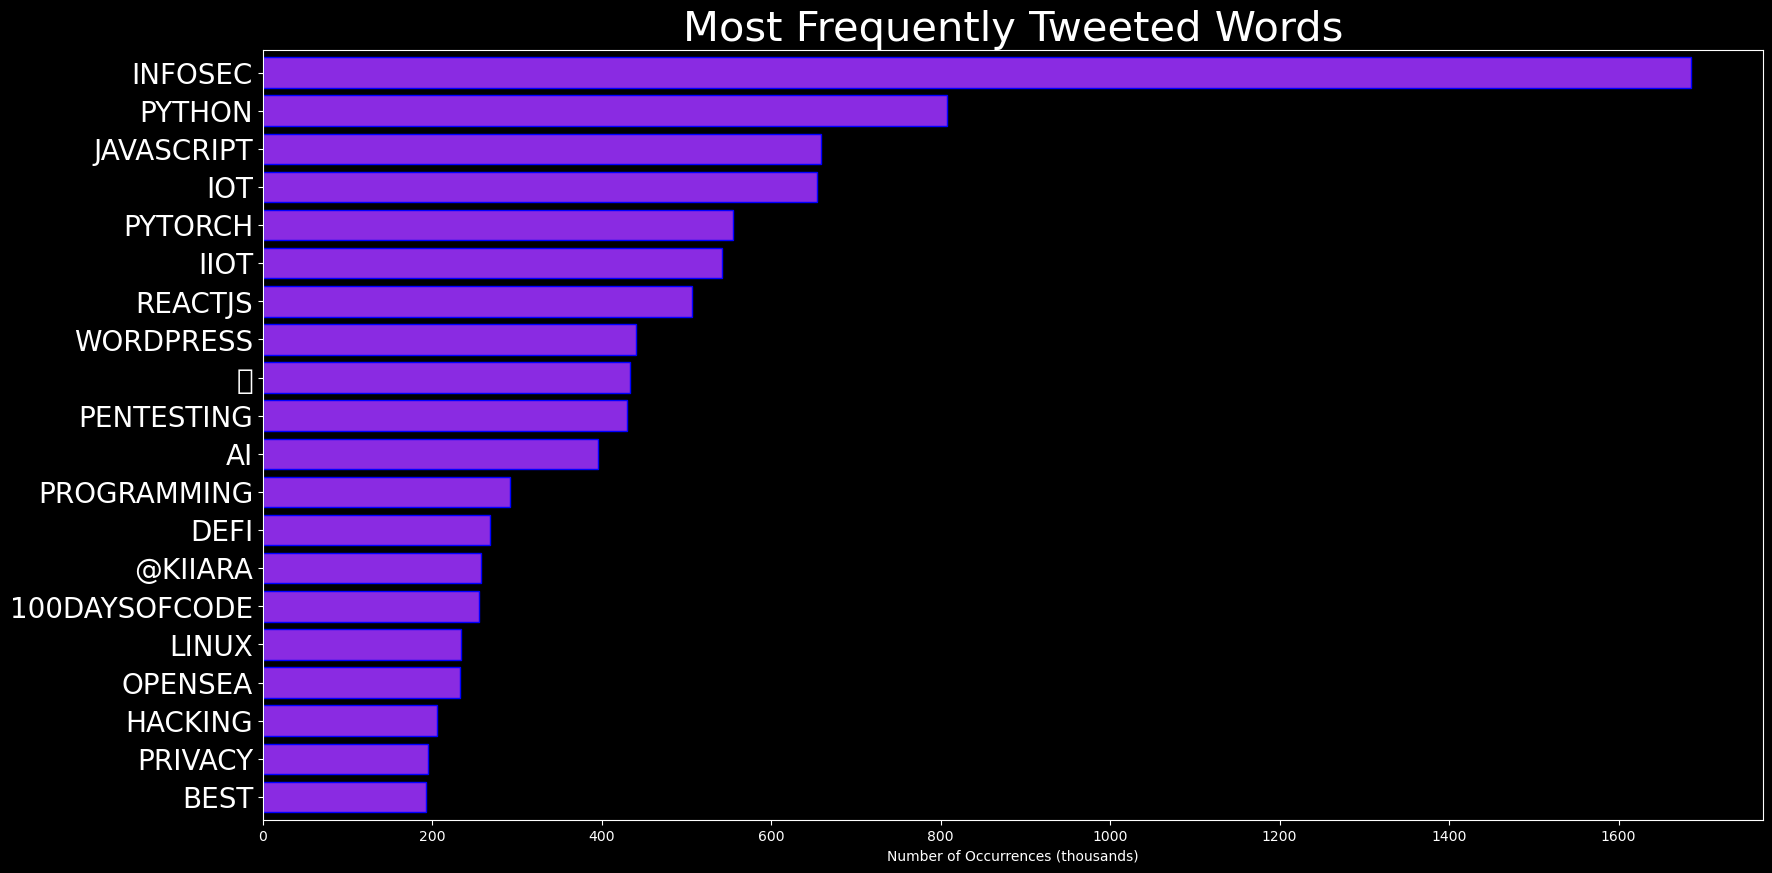 Most Frequently Tweeted Words
INFOSEC
PYTHON
JAVASCRIPT
IOT
PYTORCH
IIOT
REACTJS
WORDPRESS
PENTESTING
AI
PROGRAMMING
DEFI
@KIIARA
100DAYSOFCODE
LINUX
OPENSEA
HACKING
PRIVACY
BEST
0 200 400 600 800 1000 1200 1400 1600
Number of Occurrences (thousands)